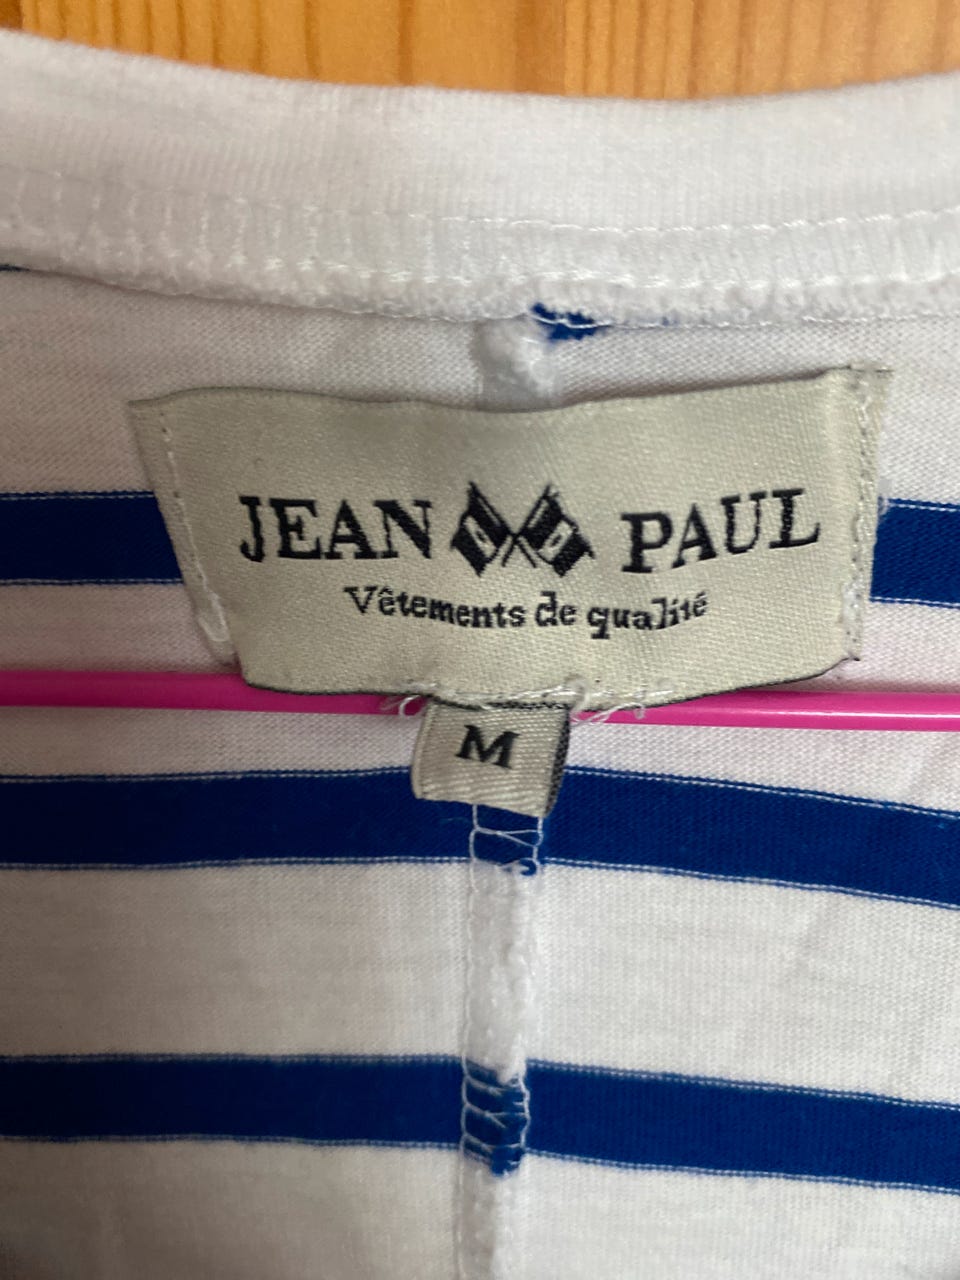 JEAN PAUL
Vêtements de qualité
M